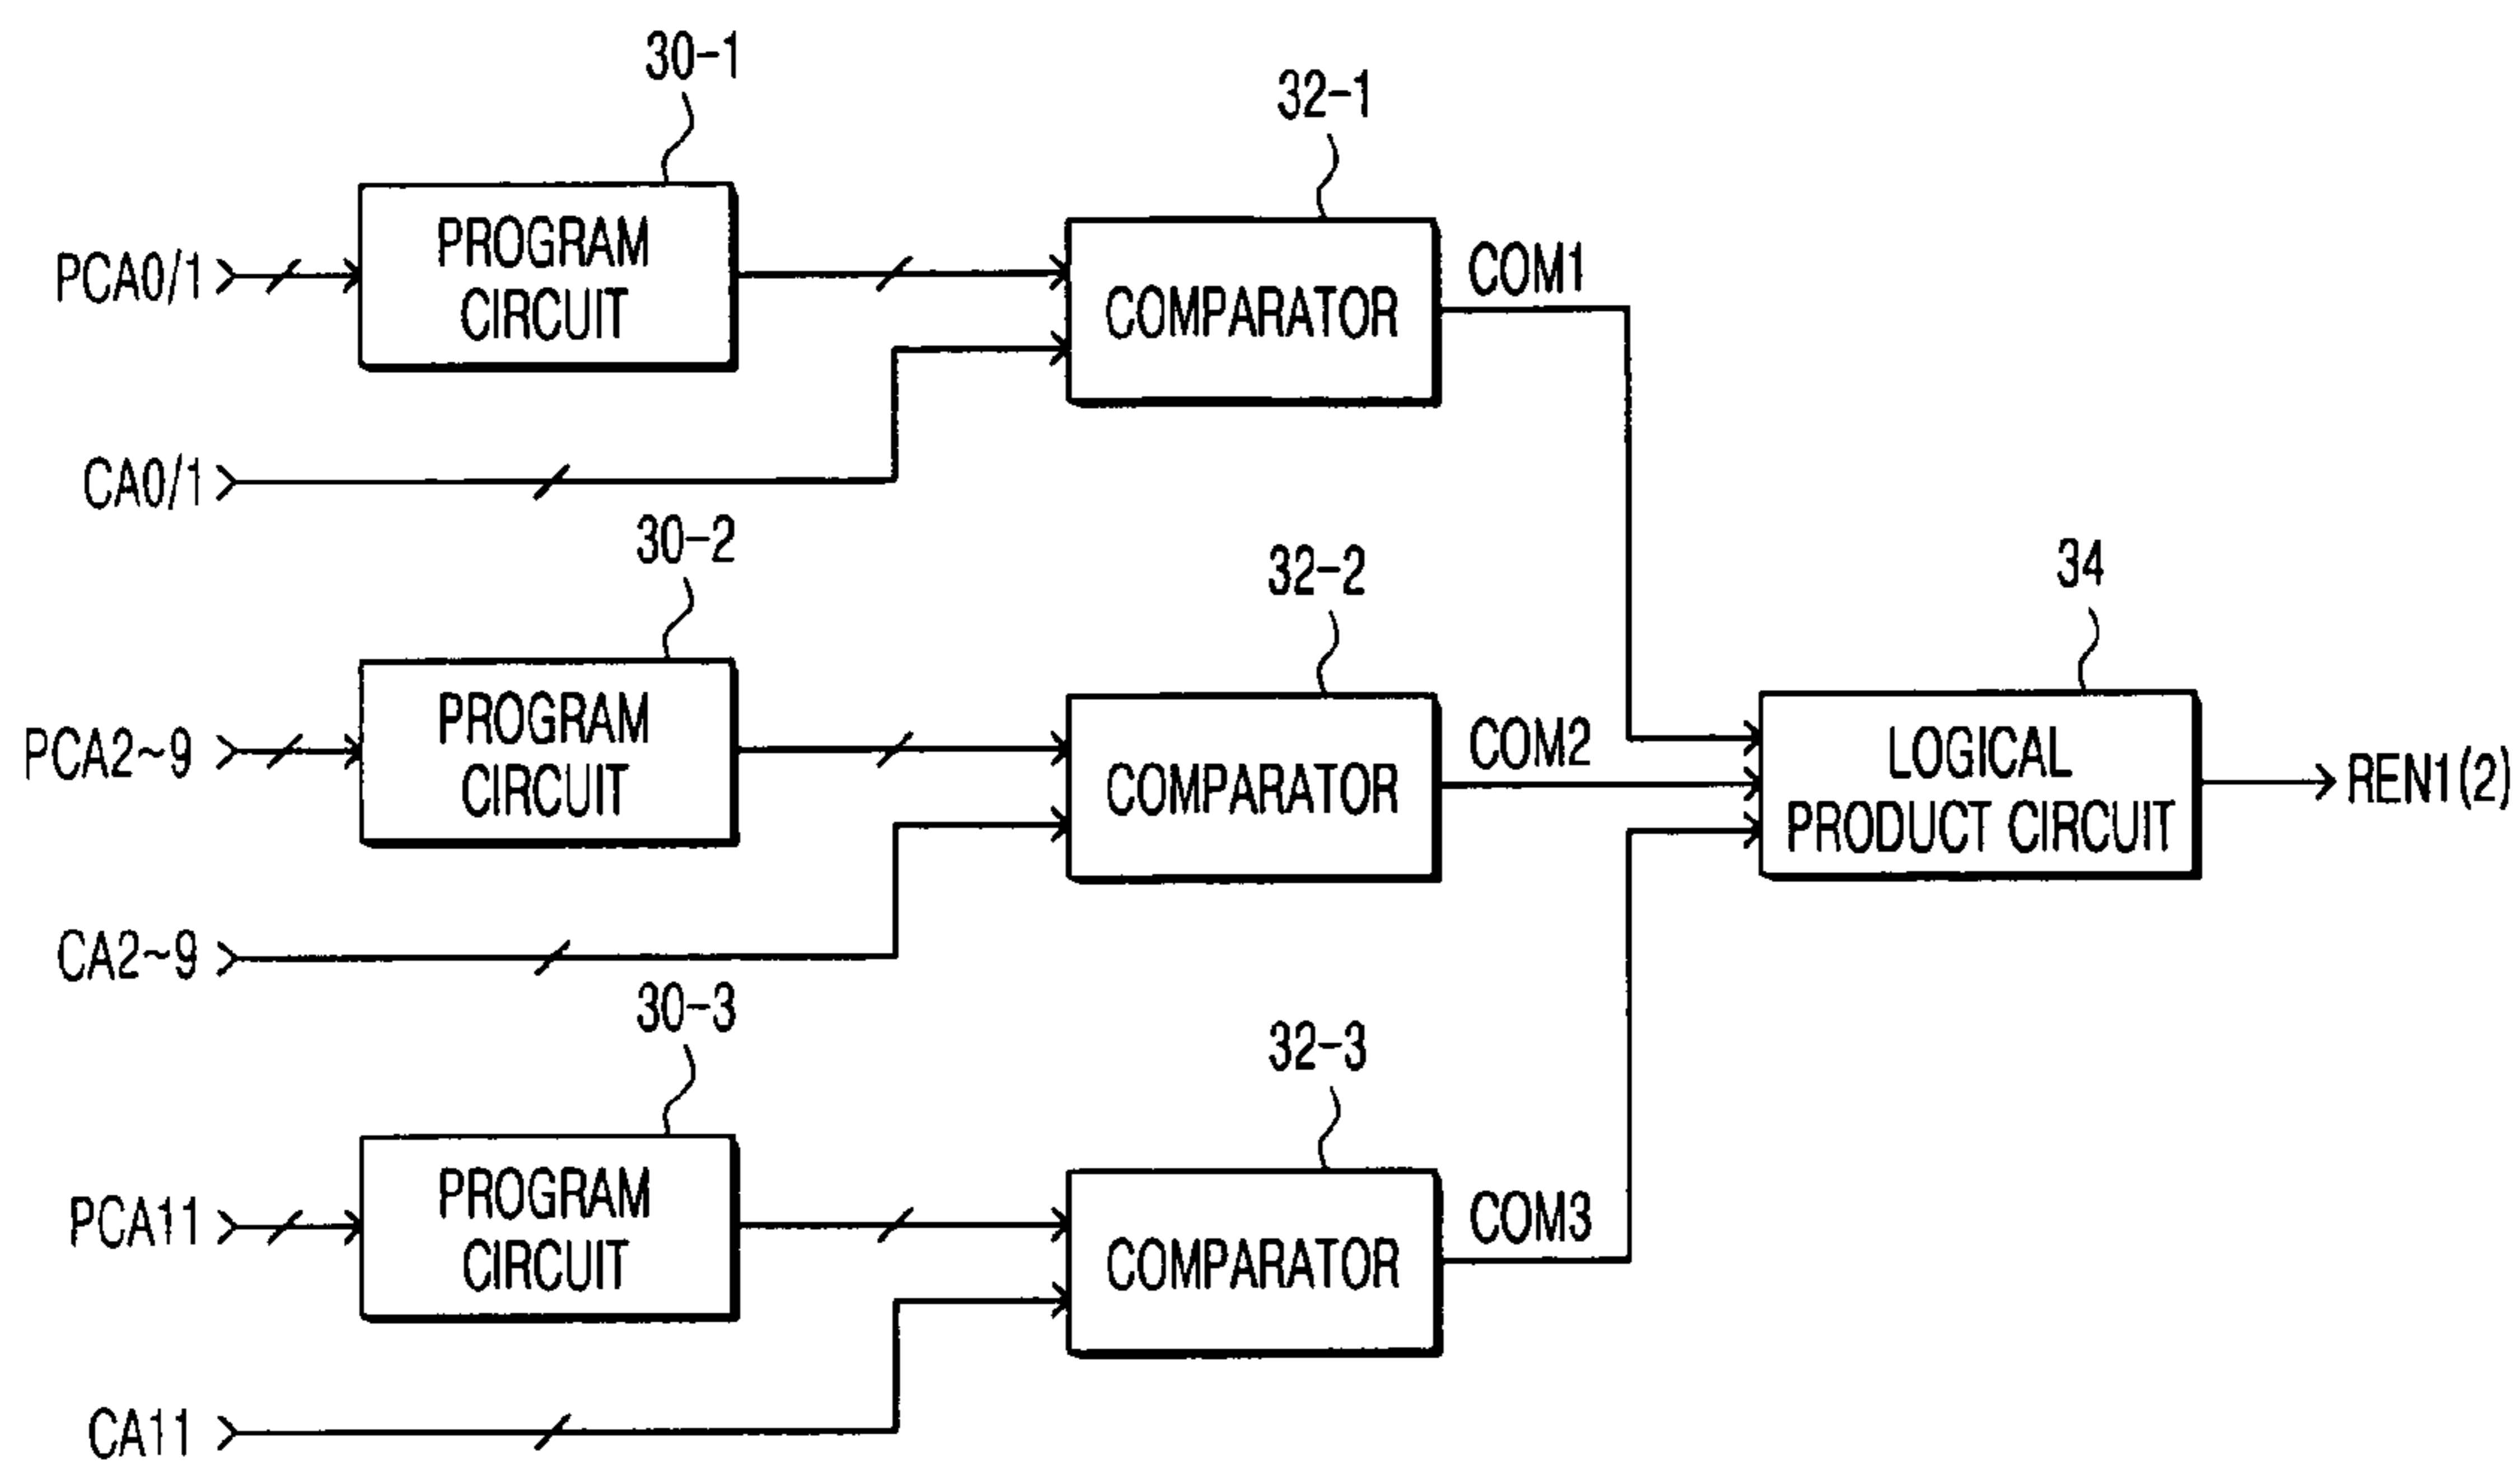 30-1
32-1
PCA0/1
PROGRAM
CIRCUIT
COMPARATOR
COM1
CA0/1
30-2
32-2
34
PCA2~9
PROGRAM
CIRCUIT
COMPARATOR
COM2
LOGICAL
PRODUCT CIRCUIT
REN1(2)
CA2~9
30-3
32-3
PCA11
PROGRAM
CIRCUIT
COMPARATOR
COM3
CA11